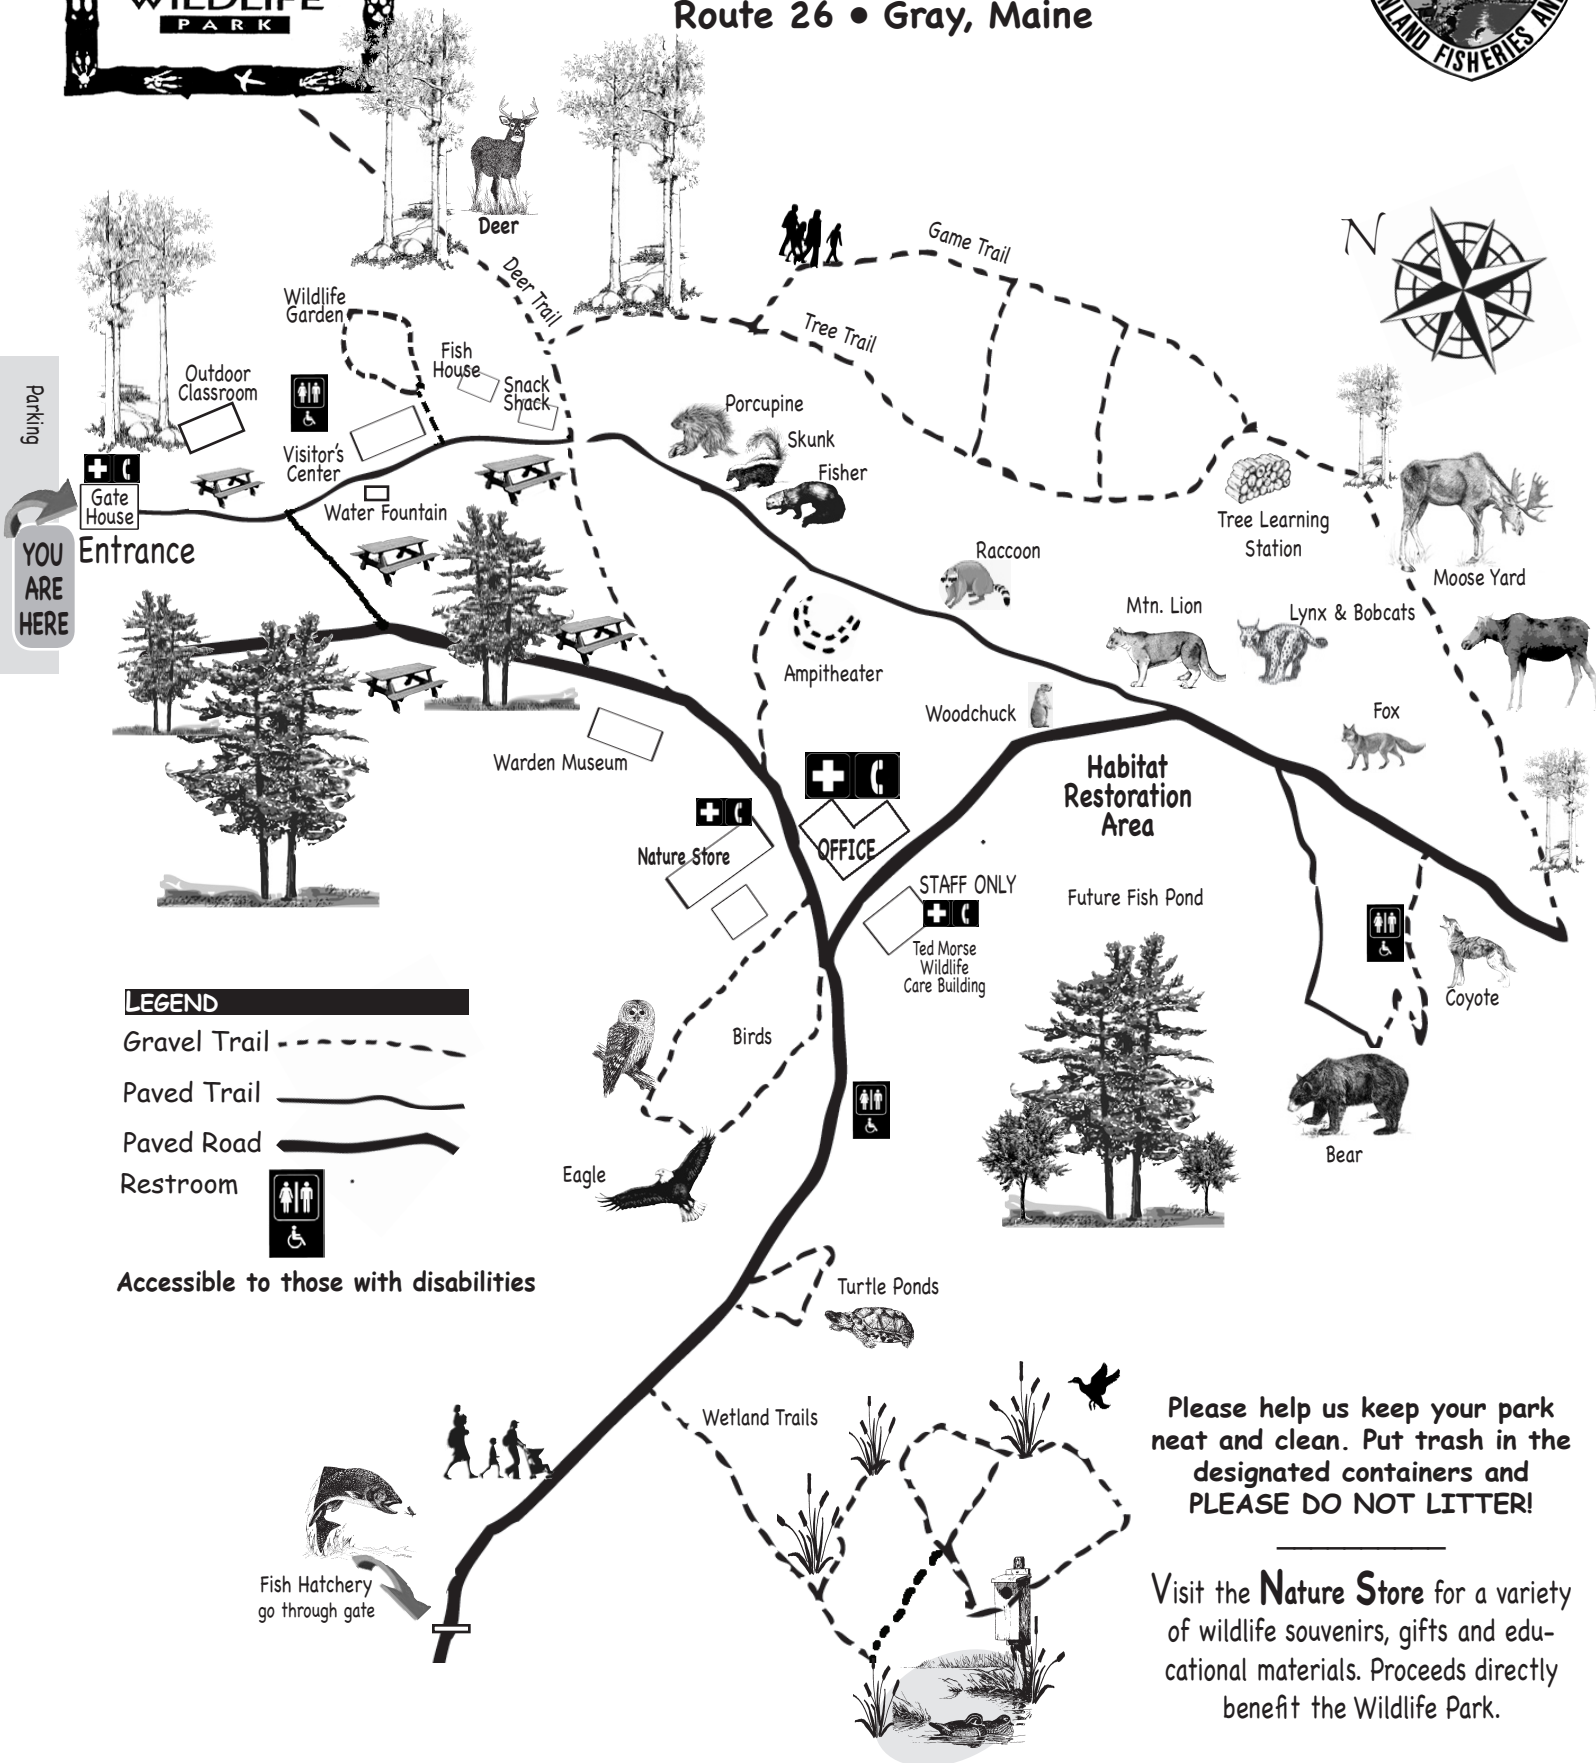 WILDLIFE
PARK
Route 26 • Gray, Maine
NLAND FISHERIES AN
Deer
Deer Trail
Game Trail
Tree Trail
N
Wildlife
Garden
Fish
House
Snack
Shack
Outdoor
Classroom
Parking
Visitor's
Center
Porcupine
Skunk
Fisher
Gate
House
Water Fountain
Entrance
YOU
ARE
HERE
Tree Learning
Station
Moose Yard
Raccoon
Mtn. Lion
Lynx & Bobcats
Ampitheater
Woodchuck
Fox
Warden Museum
Habitat
Restoration
Area
OFFICE
Nature Store
STAFF ONLY
Ted Morse
Wildlife
Care Building
Future Fish Pond
Coyote
LEGEND
Gravel Trail
Paved Trail
Paved Road
Restroom
Accessible to those with disabilities
Birds
Eagle
Bear
Turtle Ponds
Wetland Trails
Fish Hatchery
go through gate
Please help us keep your park
neat and clean. Put trash in the
designated containers and
PLEASE DO NOT LITTER!
Visit the Nature Store for a variety
of wildlife souvenirs, gifts and edu-
cational materials. Proceeds directly
benefit the Wildlife Park.